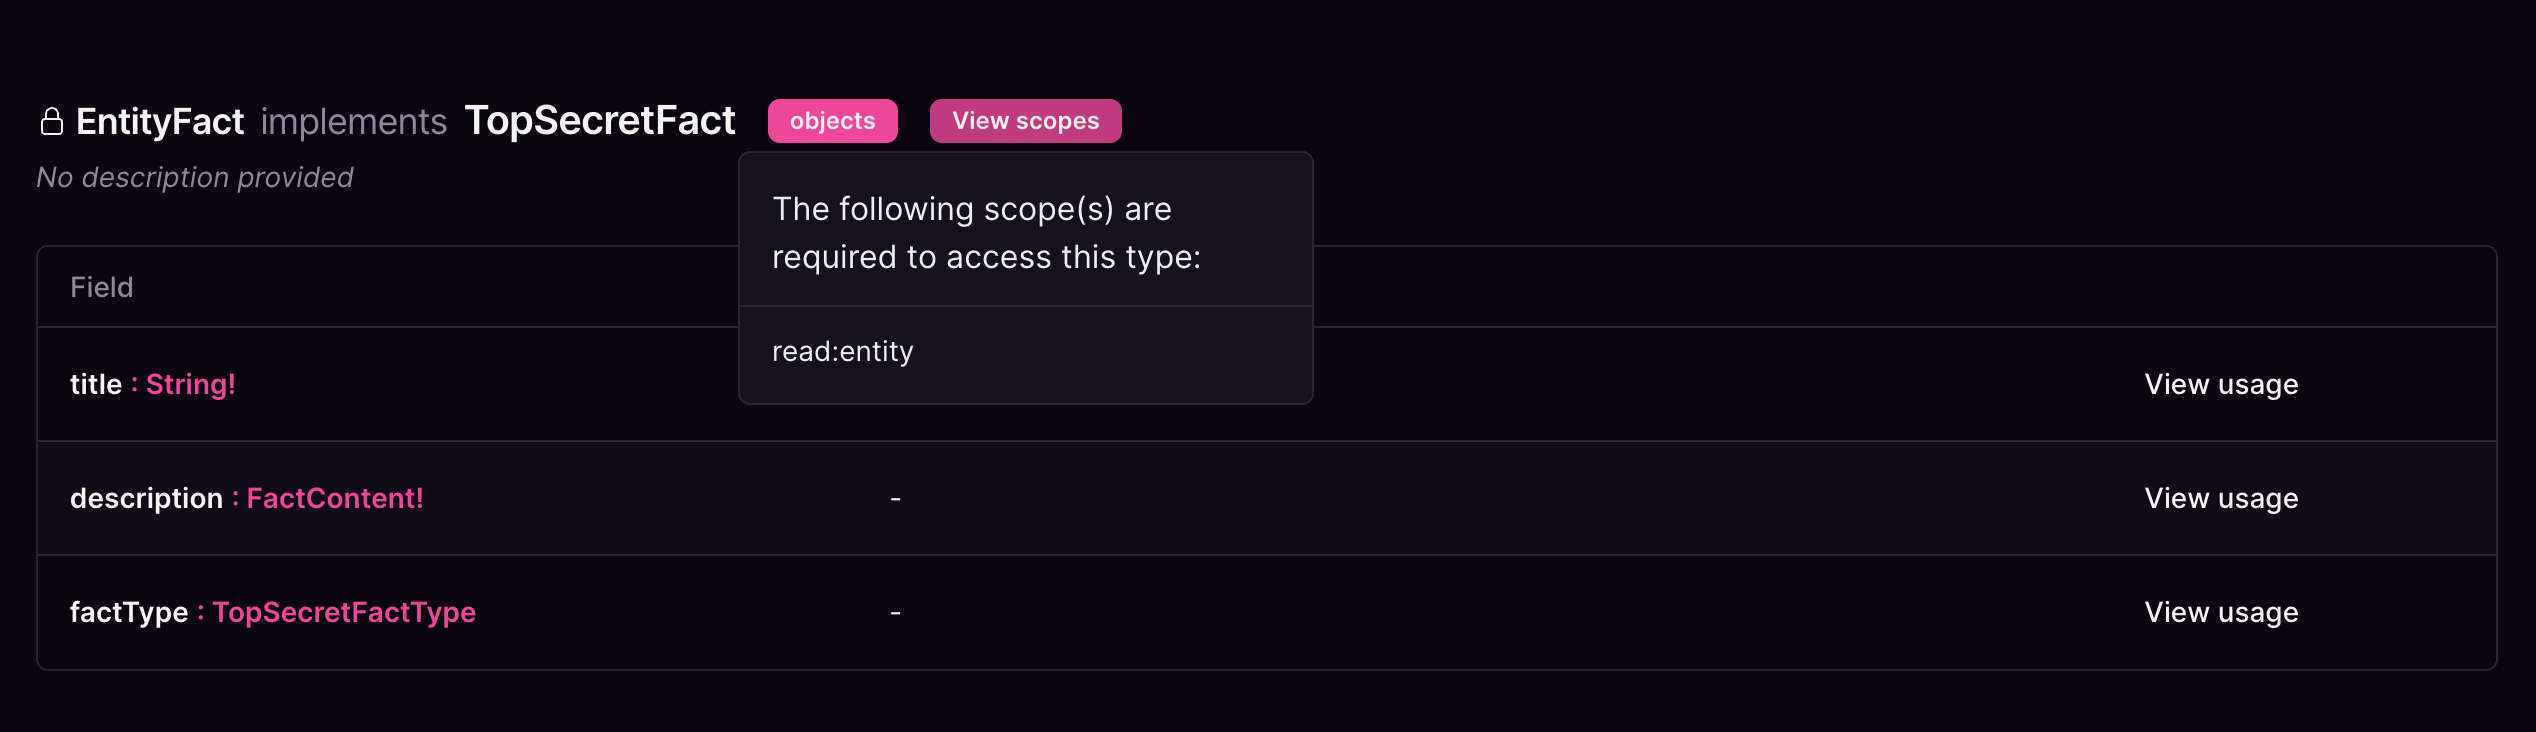 EntityFact implements TopSecretFact objects View scopes
No description provided
The following scope(s) are
required to access this type:
read:entity
Field
title : String! View usage
description : FactContent! - View usage
factType : TopSecretFactType - View usage